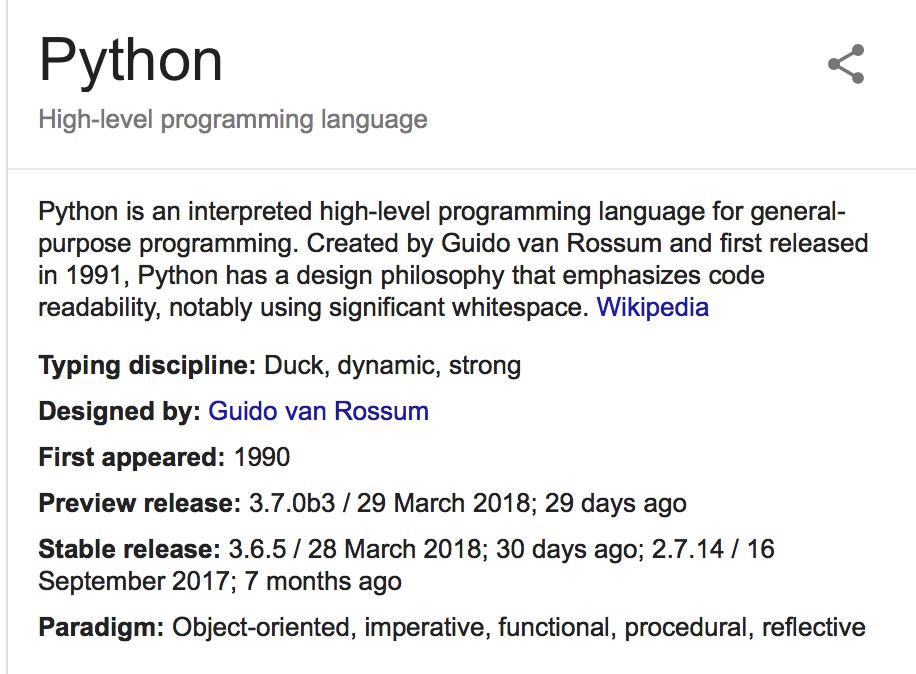 Python
High-level programming language
Python is an interpreted high-level programming language for general-
purpose programming. Created by Guido van Rossum and first released
in 1991, Python has a design philosophy that emphasizes code
readability, notably using significant whitespace. Wikipedia
Typing discipline: Duck, dynamic, strong
Designed by: Guido van Rossum
First appeared: 1990
Preview release: 3.7.0b3 / 29 March 2018; 29 days ago
Stable release: 3.6.5 / 28 March 2018; 30 days ago; 2.7.14 / 16
September 2017; 7 months ago
Paradigm: Object-oriented, imperative, functional, procedural, reflective